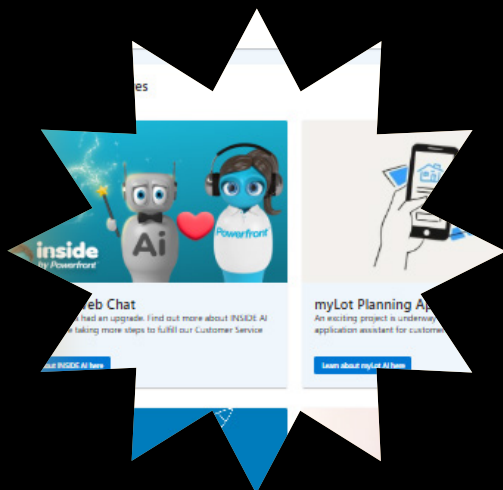 es
inside
by Powerfront
Ai
Powerfront
eb Chat
had an upgrade. Find out more about INSIDE AI
taking more steps to fulfill our Customer Service
out INSIDE AI here
myLot Planning Ap
An exciting project is underway
application assistant for custome
Learn about myLot AI here